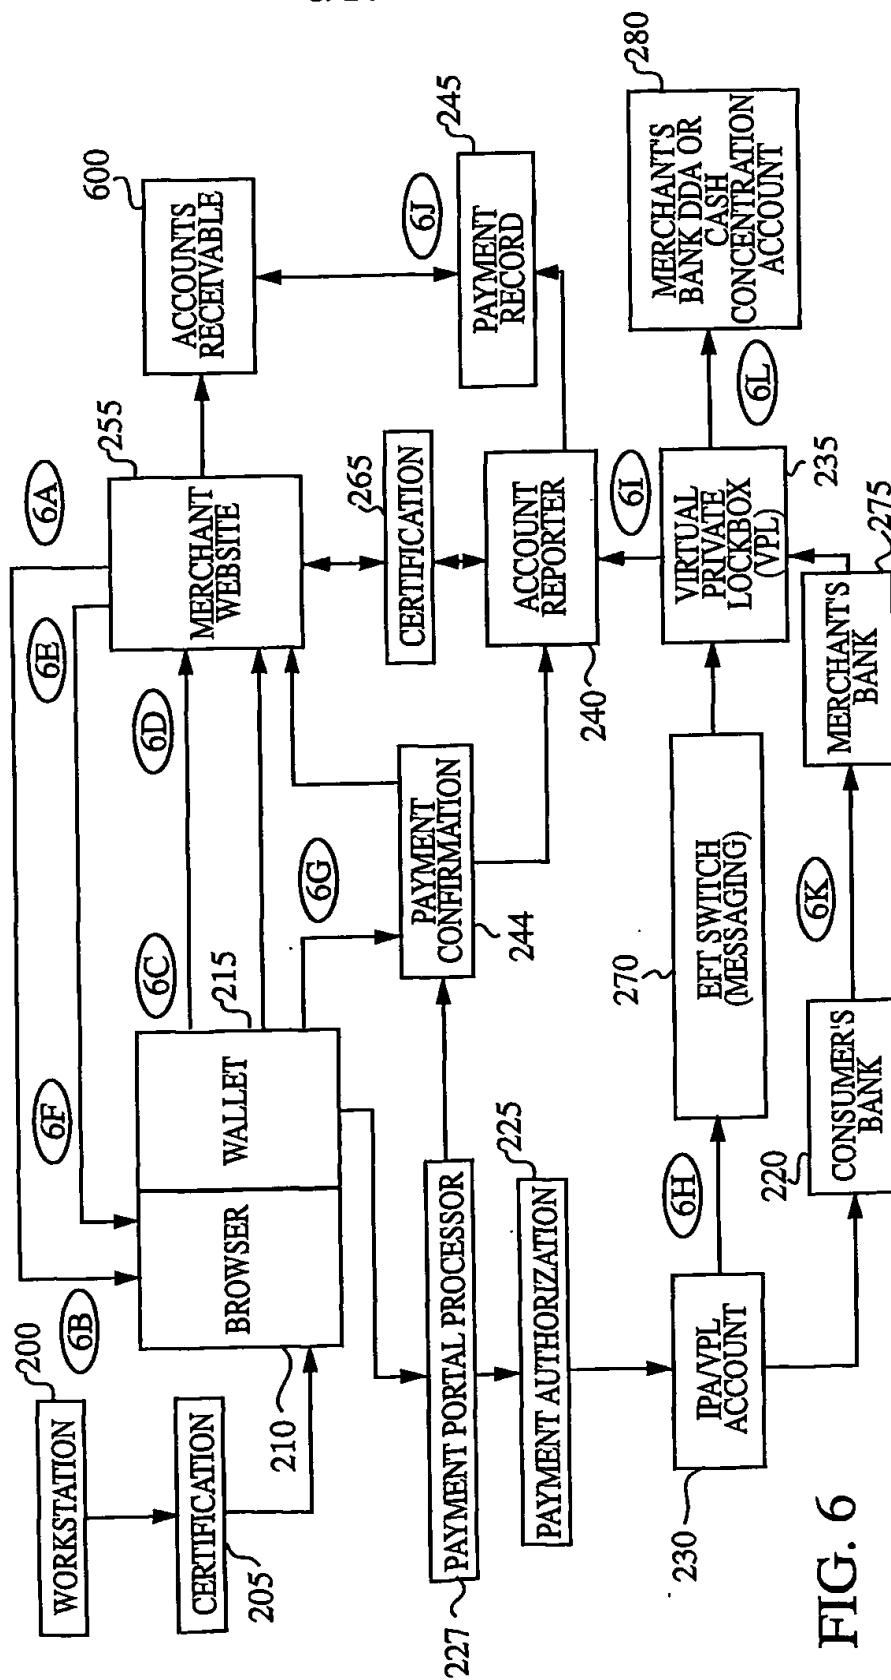 WORKSTATION
200
CERTIFICATION
205
BROWSER
210
WALLET
215
6A
6B
6C
6D
6E
6F
6G
MERCHANT
WEBSITE
255
ACCOUNTS
RECEIVABLE
600
6J
PAYMENT
RECORD
245
CERTIFICATION
265
ACCOUNT
REPORTER
240
PAYMENT
CONFIRMATION
244
PAYMENT PORTAL PROCESSOR
227
PAYMENT AUTHORIZATION
225
IPA/VPL
ACCOUNT
230
6H
EFT SWITCH
(MESSAGING)
270
6I
VIRTUAL
PRIVATE
LOCKBOX
(VPL)
235
6L
MERCHANT'S
BANK DDA OR
CASH
CONCENTRATION
ACCOUNT
280
CONSUMER'S
BANK
220
6K
MERCHANT'S
BANK
275
FIG. 6